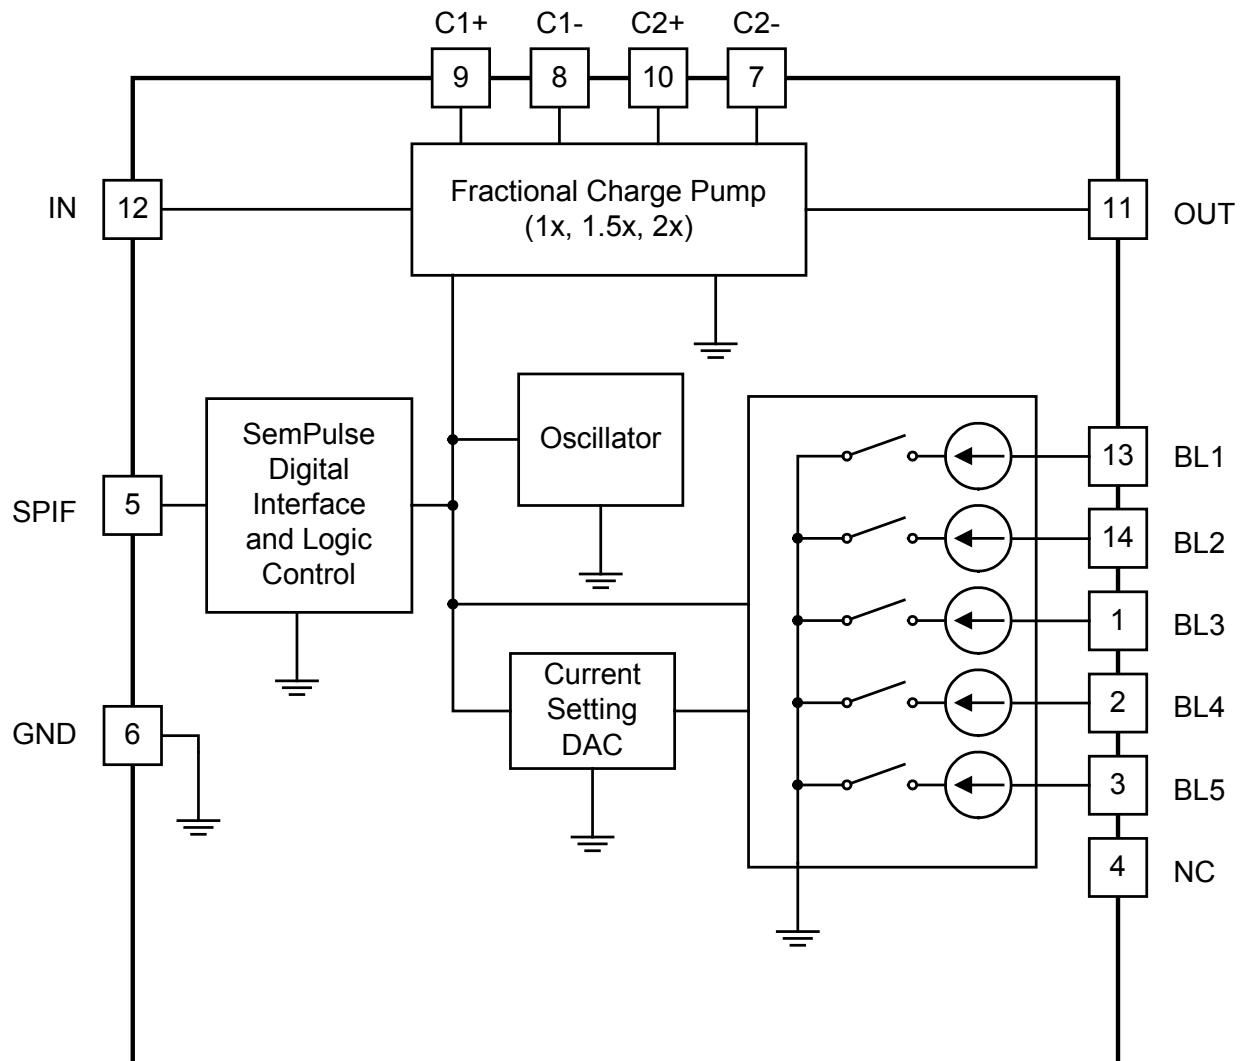 C1+ C1- C2+ C2-
9 8 10 7
IN 12
Fractional Charge Pump
(1x, 1.5x, 2x)
11 OUT
SemPulse
Digital
Interface
and Logic
Control
Oscillator
SPIF 5
13 BL1
14 BL2
1 BL3
Current
Setting
DAC
2 BL4
GND 6
3 BL5
4 NC